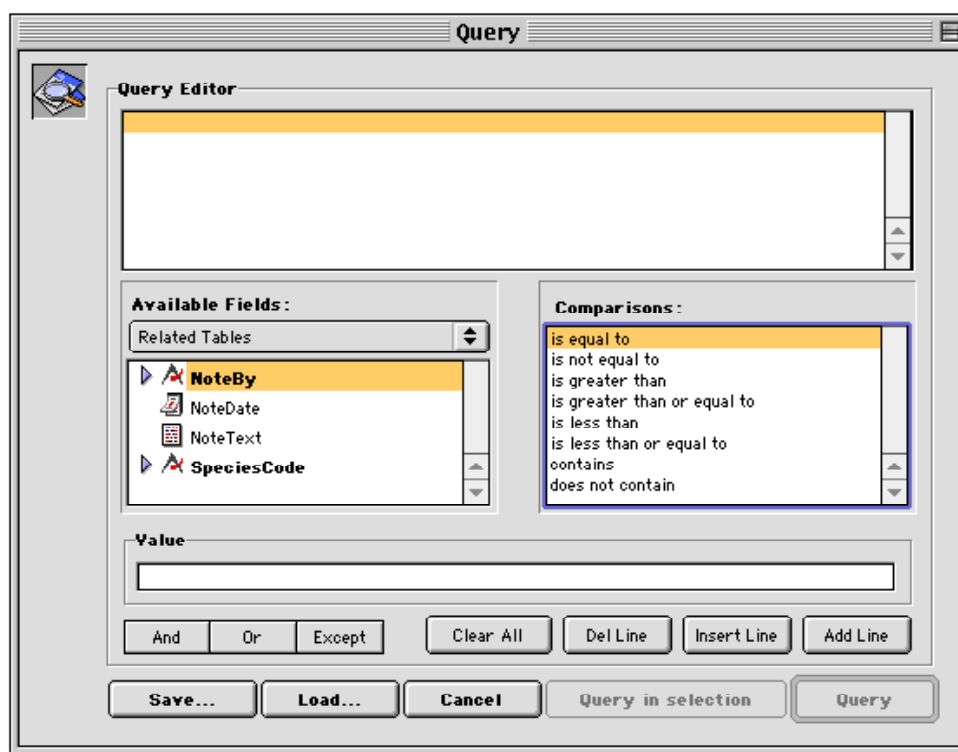 Query
Query Editor
Available Fields:
Related Tables
NoteBy
NoteDate
NoteText
SpeciesCode
Comparisons:
is equal to
is not equal to
is greater than
is greater than or equal to
is less than
is less than or equal to
contains
does not contain
Value
And Or Except Clear All Del Line Insert Line Add Line
Save... Load... Cancel Query in selection Query